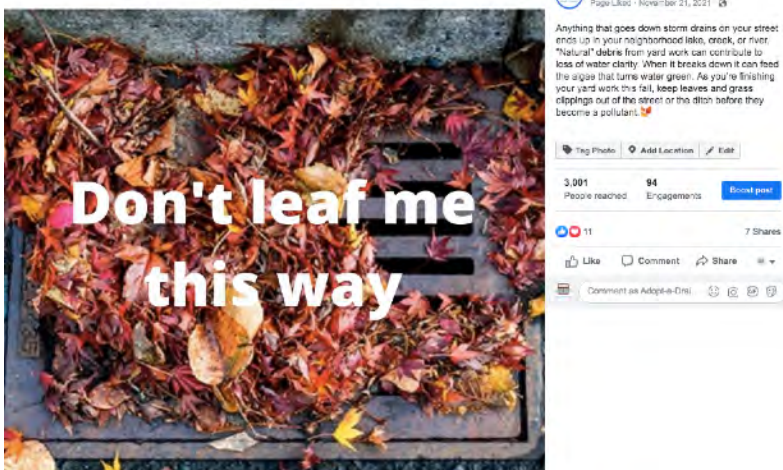 Don't leaf me
this way
Page Liked · November 21, 2021
Anything that goes down storm drains on your street
ends up in your neighborhood lake, creek, or river.
"Natural" debris from yard work can contribute to
loss of water clarity. When it breaks down it can feed
the algae that turns water green. As you're finishing
your yard work this fall, keep leaves and grass
clippings out of the street or the ditch before they
become a pollutant.
Tag Photo
Add Location
Edit
3,001
People reached
94
Engagements
Boost post
11
7 Shares
Like
Comment
Share
Comment as Adopt-a-Drai...
GIF